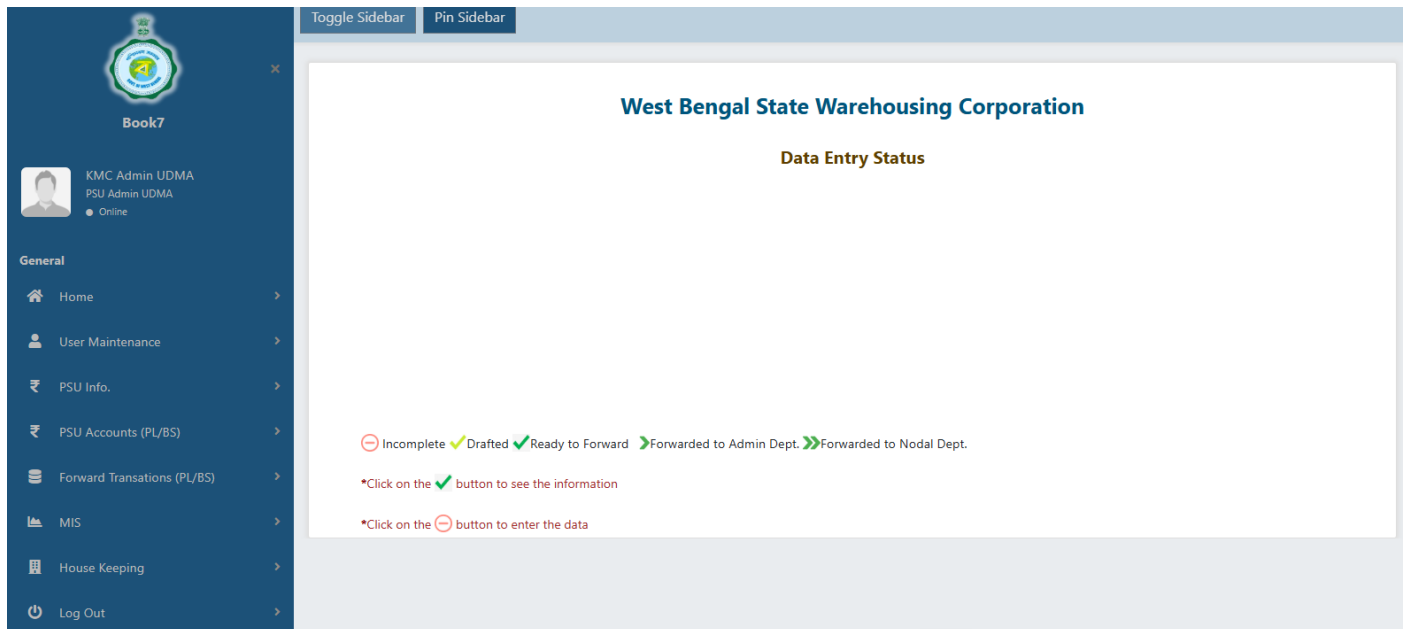 Toggle Sidebar Pin Sidebar
×
Book7
KMC Admin UDMA
PSU Admin UDMA
Online
General
Home
User Maintenance
₹ PSU Info.
₹ PSU Accounts (PL/BS)
Forward Transations (PL/BS)
MIS
House Keeping
Log Out
West Bengal State Warehousing Corporation
Data Entry Status
Incomplete Drafted Ready to Forward Forwarded to Admin Dept. Forwarded to Nodal Dept.
*Click on the button to see the information
*Click on the button to enter the data